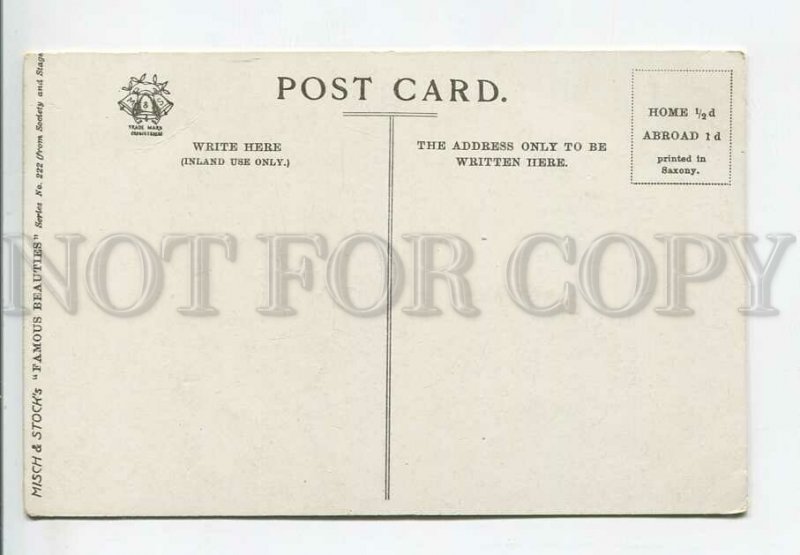 POST CARD.
M & S
TRADE MARK
WRITE HERE
(INLAND USE ONLY.)
THE ADDRESS ONLY TO BE
WRITTEN HERE.
HOME ½d
ABROAD 1d
printed in
Saxony.
MISCH & STOCK's "FAMOUS BEAUTIES" Series No. 222 (from Society and Stage
NOT FOR COPY